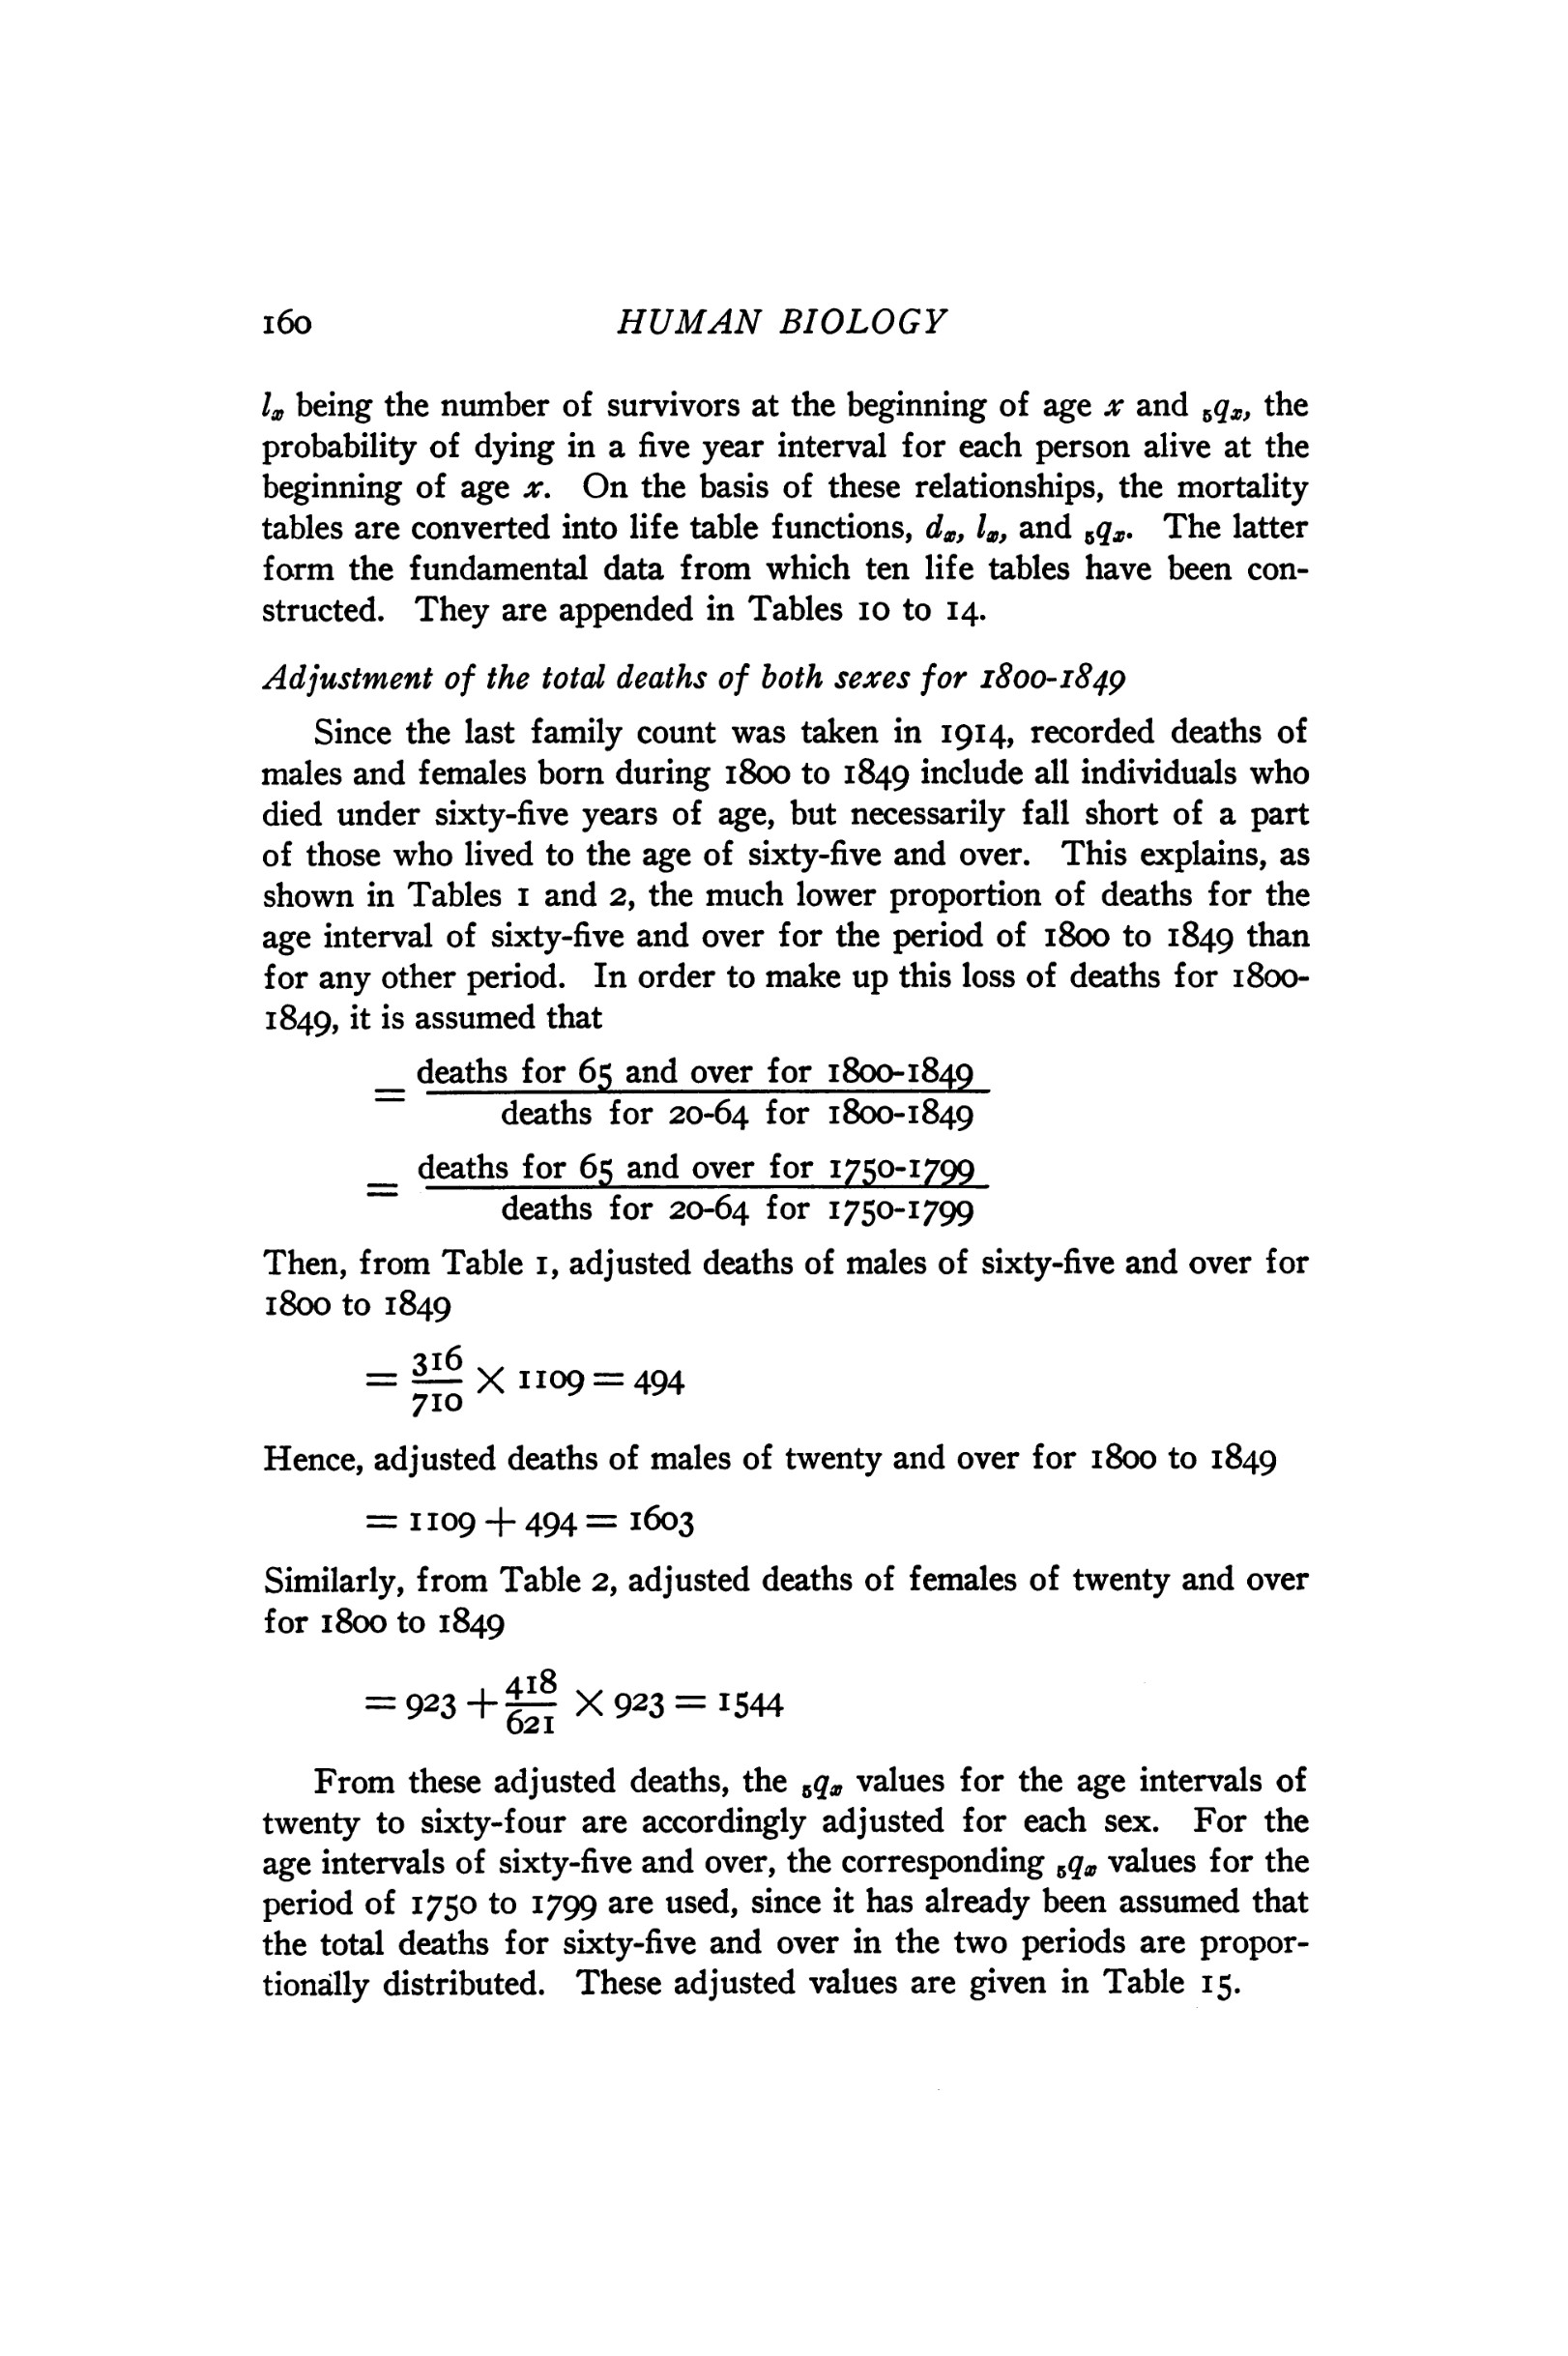 160 HUMAN BIOLOGY
lₓ being the number of survivors at the beginning of age x and ₅qₓ, the
probability of dying in a five year interval for each person alive at the
beginning of age x. On the basis of these relationships, the mortality
tables are converted into life table functions, dₓ, lₓ, and ₅qₓ. The latter
form the fundamental data from which ten life tables have been con-
structed. They are appended in Tables 10 to 14.
Adjustment of the total deaths of both sexes for 1800-1849
Since the last family count was taken in 1914, recorded deaths of
males and females born during 1800 to 1849 include all individuals who
died under sixty-five years of age, but necessarily fall short of a part
of those who lived to the age of sixty-five and over. This explains, as
shown in Tables 1 and 2, the much lower proportion of deaths for the
age interval of sixty-five and over for the period of 1800 to 1849 than
for any other period. In order to make up this loss of deaths for 1800-
1849, it is assumed that
= deaths for 65 and over for 1800-1849
deaths for 20-64 for 1800-1849
= deaths for 65 and over for 1750-1799
deaths for 20-64 for 1750-1799
Then, from Table 1, adjusted deaths of males of sixty-five and over for
1800 to 1849
= 316/710 × 1109 = 494
Hence, adjusted deaths of males of twenty and over for 1800 to 1849
= 1109 + 494 = 1603
Similarly, from Table 2, adjusted deaths of females of twenty and over
for 1800 to 1849
= 923 + 418/621 × 923 = 1544
From these adjusted deaths, the ₅qₓ values for the age intervals of
twenty to sixty-four are accordingly adjusted for each sex. For the
age intervals of sixty-five and over, the corresponding ₅qₓ values for the
period of 1750 to 1799 are used, since it has already been assumed that
the total deaths for sixty-five and over in the two periods are propor-
tionally distributed. These adjusted values are given in Table 15.